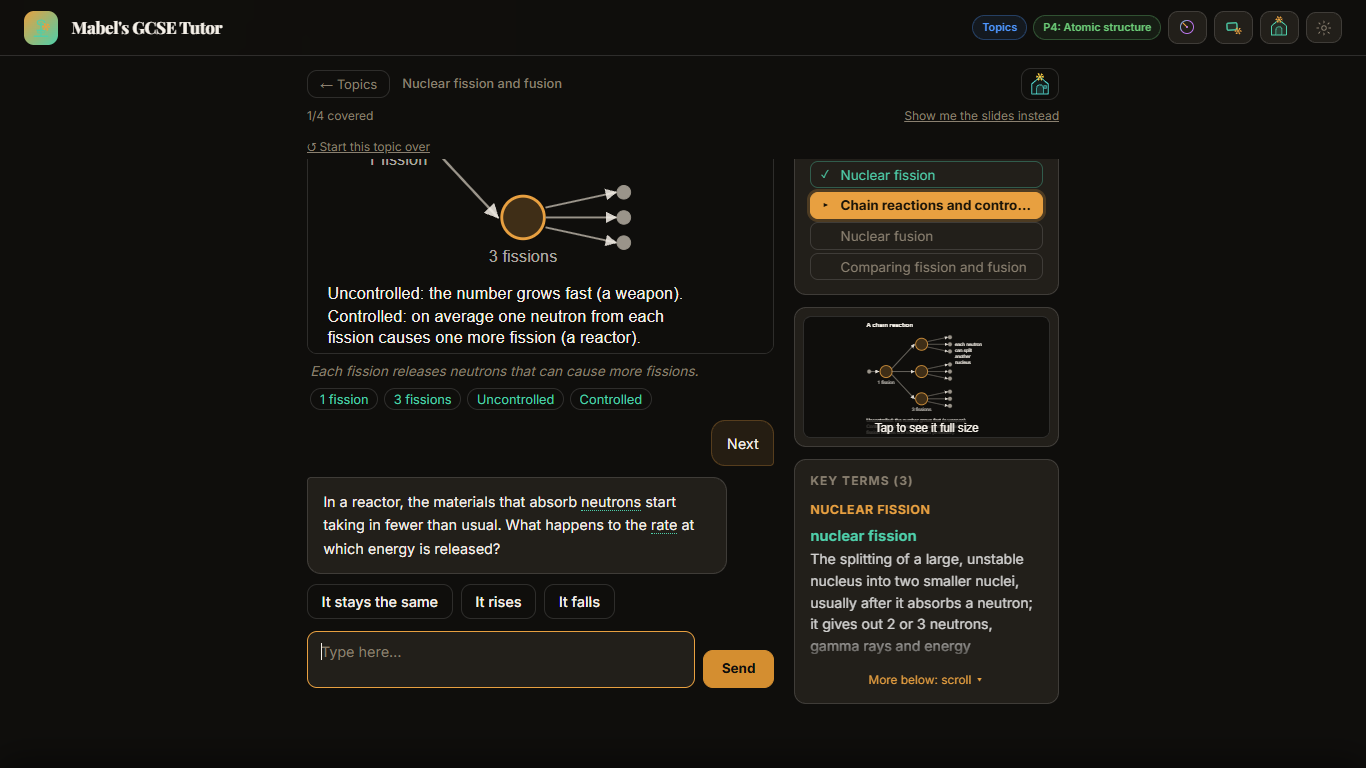 Mabel's GCSE Tutor
Topics
P4: Atomic structure
← Topics
Nuclear fission and fusion
1/4 covered
Show me the slides instead
↺ Start this topic over
1 fission
3 fissions
Uncontrolled: the number grows fast (a weapon).
Controlled: on average one neutron from each
fission causes one more fission (a reactor).
Each fission releases neutrons that can cause more fissions.
1 fission
3 fissions
Uncontrolled
Controlled
Next
In a reactor, the materials that absorb neutrons start
taking in fewer than usual. What happens to the rate at
which energy is released?
It stays the same
It rises
It falls
Type here...
Send
✓ Nuclear fission
Chain reactions and contro...
Nuclear fusion
Comparing fission and fusion
A chain reaction
each neutron
can split
another
nucleus
1 fission
3 fissions
Tap to see it full size
KEY TERMS (3)
NUCLEAR FISSION
nuclear fission
The splitting of a large, unstable
nucleus into two smaller nuclei,
usually after it absorbs a neutron;
it gives out 2 or 3 neutrons,
gamma rays and energy
More below: scroll